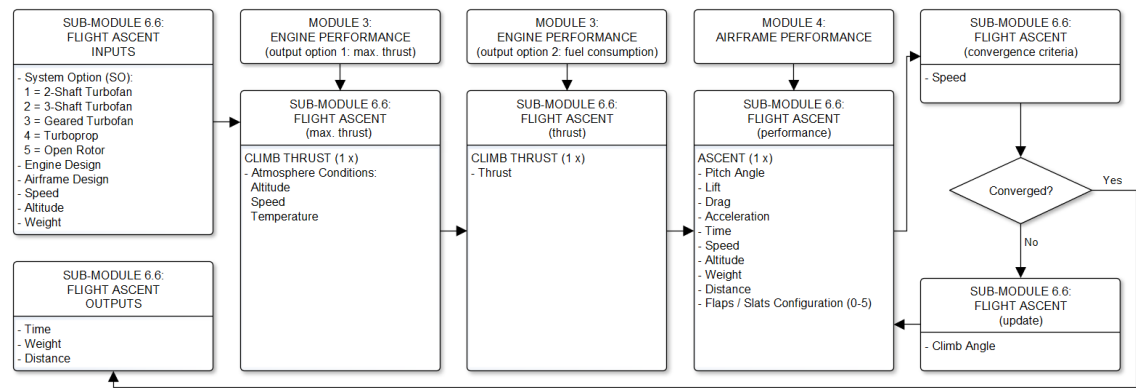 SUB-MODULE 6.6:
FLIGHT ASCENT
INPUTS
- System Option (SO):
1 = 2-Shaft Turbofan
2 = 3-Shaft Turbofan
3 = Geared Turbofan
4 = Turboprop
5 = Open Rotor
- Engine Design
- Airframe Design
- Speed
- Altitude
- Weight
MODULE 3:
ENGINE PERFORMANCE
(output option 1: max. thrust)
SUB-MODULE 6.6:
FLIGHT ASCENT
(max. thrust)
CLIMB THRUST (1 x)
- Atmosphere Conditions:
Altitude
Speed
Temperature
MODULE 3:
ENGINE PERFORMANCE
(output option 2: fuel consumption)
SUB-MODULE 6.6:
FLIGHT ASCENT
(thrust)
CLIMB THRUST (1 x)
- Thrust
MODULE 4:
AIRFRAME PERFORMANCE
SUB-MODULE 6.6:
FLIGHT ASCENT
(performance)
ASCENT (1 x)
- Pitch Angle
- Lift
- Drag
- Acceleration
- Time
- Speed
- Altitude
- Weight
- Distance
- Flaps / Slats Configuration (0-5)
SUB-MODULE 6.6:
FLIGHT ASCENT
(convergence criteria)
- Speed
Converged?
Yes
No
SUB-MODULE 6.6:
FLIGHT ASCENT
(update)
- Climb Angle
SUB-MODULE 6.6:
FLIGHT ASCENT
OUTPUTS
- Time
- Weight
- Distance